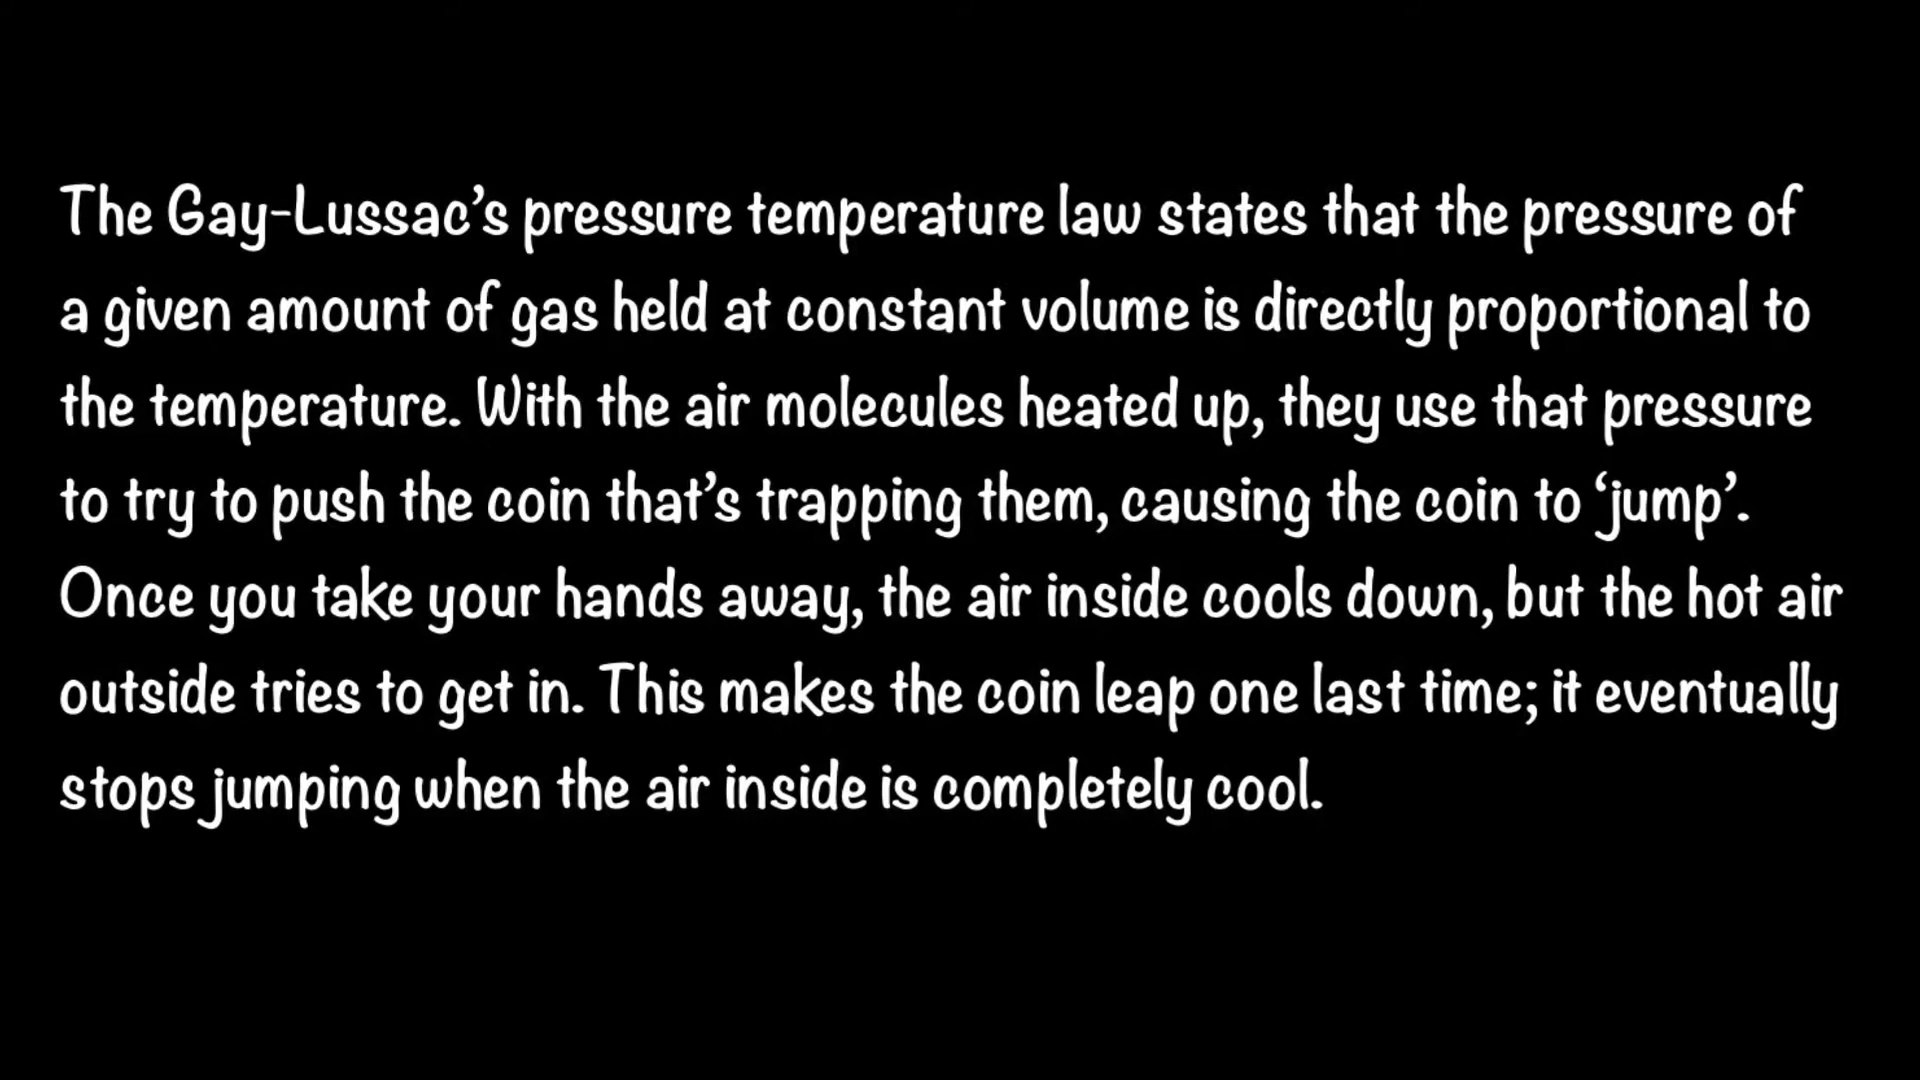 The Gay-Lussac’s pressure temperature law states that the pressure of
a given amount of gas held at constant volume is directly proportional to
the temperature. With the air molecules heated up, they use that pressure
to try to push the coin that’s trapping them, causing the coin to ‘jump’.
Once you take your hands away, the air inside cools down, but the hot air
outside tries to get in. This makes the coin leap one last time; it eventually
stops jumping when the air inside is completely cool.